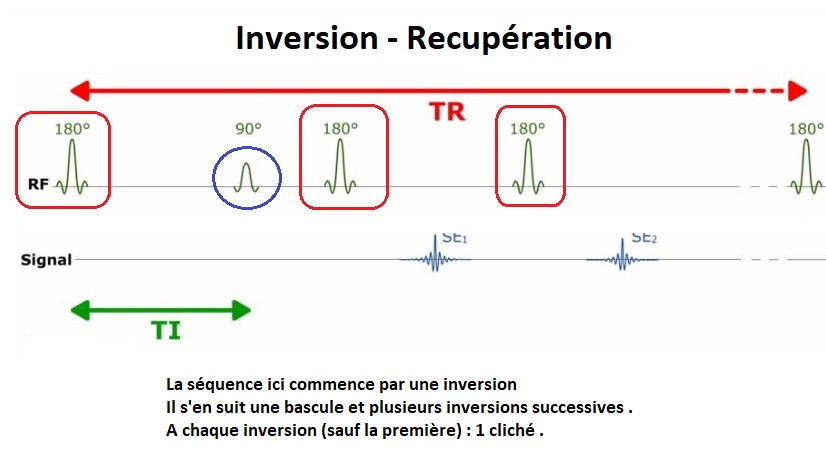 Inversion - Recupération
TR
180° 90° 180° 180° 180°
RF
SE1 SE2
Signal
TI
La séquence ici commence par une inversion
Il s'en suit une bascule et plusieurs inversions successives .
A chaque inversion (sauf la première) : 1 cliché .